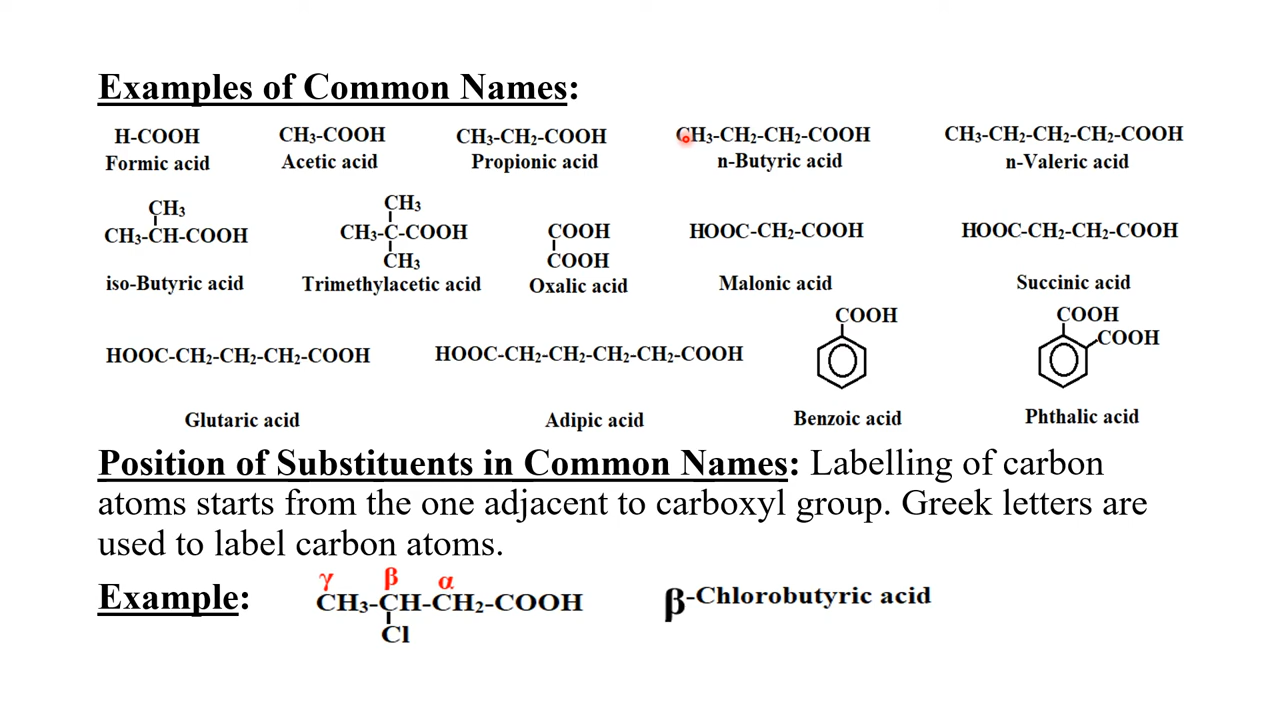 Examples of Common Names:
H-COOH CH₃-COOH CH₃-CH₂-COOH CH₃-CH₂-CH₂-COOH CH₃-CH₂-CH₂-CH₂-COOH
Formic acid Acetic acid Propionic acid n-Butyric acid n-Valeric acid
CH₃ CH₃
CH₃-CH-COOH CH₃-C-COOH COOH HOOC-CH₂-COOH HOOC-CH₂-CH₂-COOH
CH₃ COOH
iso-Butyric acid Trimethylacetic acid Oxalic acid Malonic acid Succinic acid
COOH COOH
COOH
HOOC-CH₂-CH₂-CH₂-COOH HOOC-CH₂-CH₂-CH₂-CH₂-COOH
Glutaric acid Adipic acid Benzoic acid Phthalic acid
Position of Substituents in Common Names: Labelling of carbon
atoms starts from the one adjacent to carboxyl group. Greek letters are
used to label carbon atoms.
γ β α
Example: CH₃-CH-CH₂-COOH β-Chlorobutyric acid
Cl